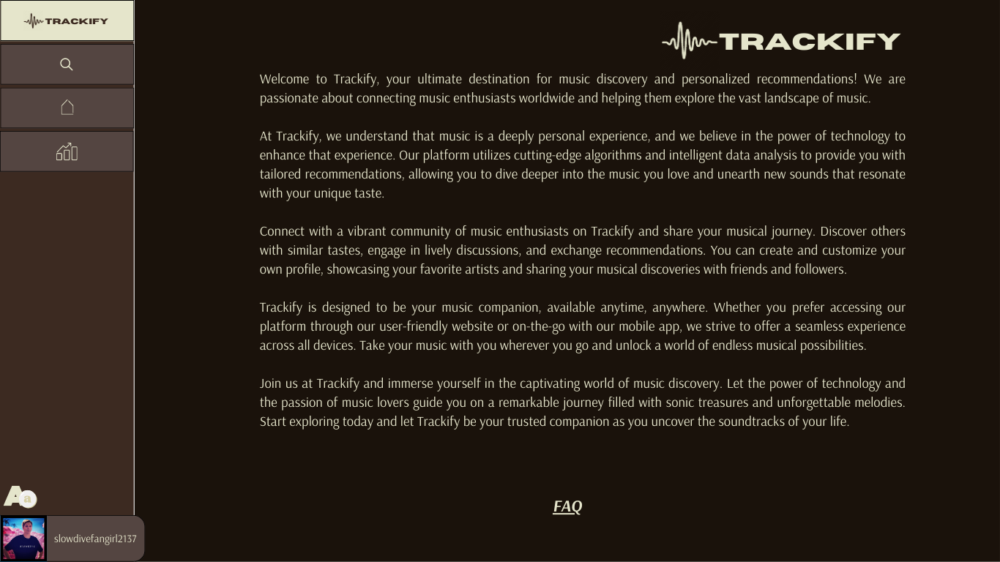 TRACKIFY
TRACKIFY
Welcome to Trackify, your ultimate destination for music discovery and personalized recommendations! We are
passionate about connecting music enthusiasts worldwide and helping them explore the vast landscape of music.
At Trackify, we understand that music is a deeply personal experience, and we believe in the power of technology to
enhance that experience. Our platform utilizes cutting-edge algorithms and intelligent data analysis to provide you with
tailored recommendations, allowing you to dive deeper into the music you love and unearth new sounds that resonate
with your unique taste.
Connect with a vibrant community of music enthusiasts on Trackify and share your musical journey. Discover others
with similar tastes, engage in lively discussions, and exchange recommendations. You can create and customize your
own profile, showcasing your favorite artists and sharing your musical discoveries with friends and followers.
Trackify is designed to be your music companion, available anytime, anywhere. Whether you prefer accessing our
platform through our user-friendly website or on-the-go with our mobile app, we strive to offer a seamless experience
across all devices. Take your music with you wherever you go and unlock a world of endless musical possibilities.
Join us at Trackify and immerse yourself in the captivating world of music discovery. Let the power of technology and
the passion of music lovers guide you on a remarkable journey filled with sonic treasures and unforgettable melodies.
Start exploring today and let Trackify be your trusted companion as you uncover the soundtracks of your life.
FAQ
A a
slowdivefangirl2137